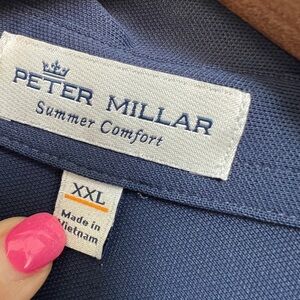 PETER MILLAR
Summer Comfort
XXL
Made in
Vietnam